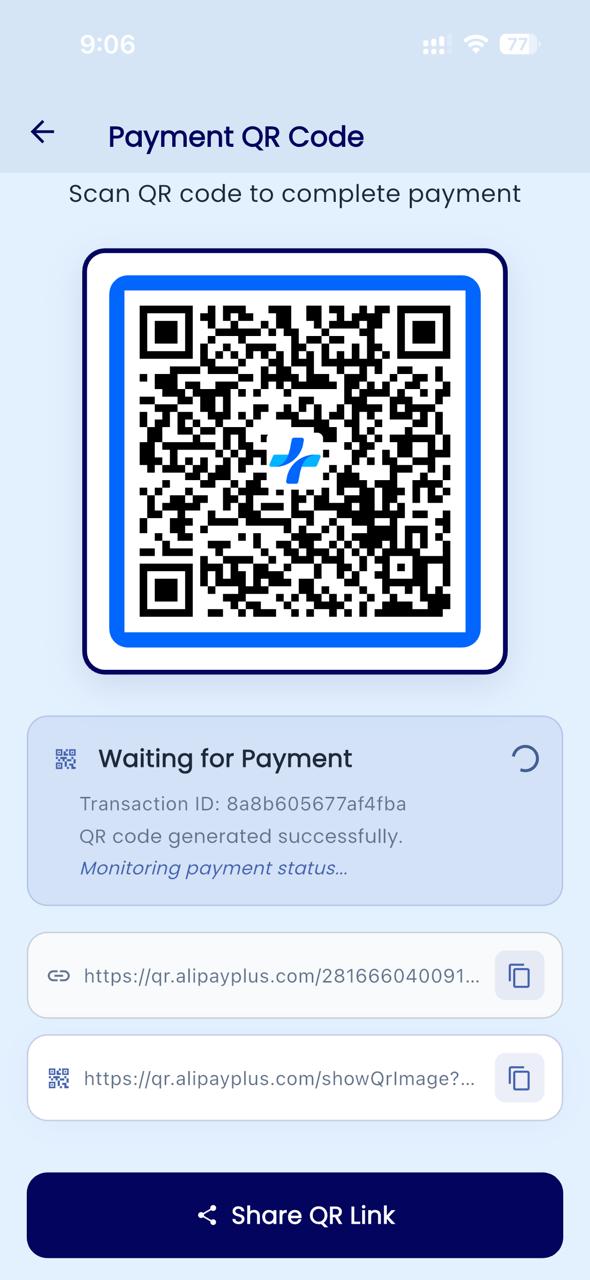 9:06
77
Payment QR Code
Scan QR code to complete payment
Waiting for Payment
Transaction ID: 8a8b605677af4fba
QR code generated successfully.
Monitoring payment status...
https://qr.alipayplus.com/281666040091...
https://qr.alipayplus.com/showQrImage?...
Share QR Link